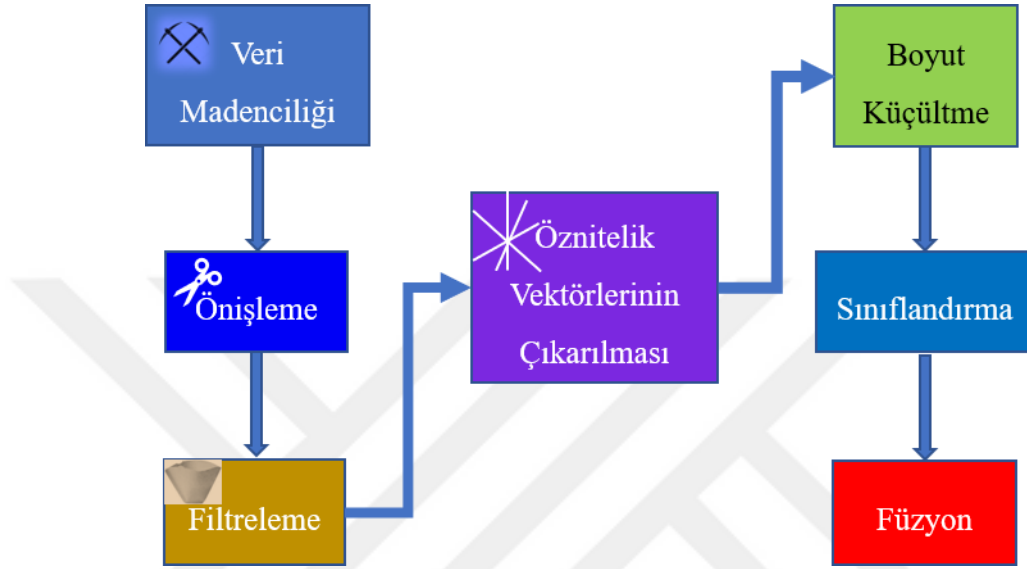 Veri
Madenciliği
Önişleme
Filtreleme
Öznitelik
Vektörlerinin
Çıkarılması
Boyut
Küçültme
Sınıflandırma
Füzyon